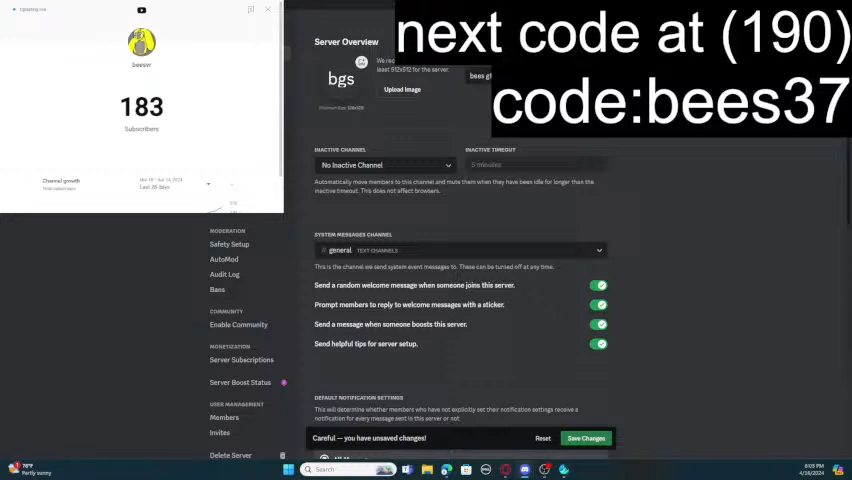 Updating live
beesvr
183
Subscribers
Channel growth
Last 28 days
next code at (190)
code:bees37
Server Overview
bgs
least 512x512 for the server.
Upload Image
INACTIVE CHANNEL
INACTIVE TIMEOUT
No Inactive Channel
5 minutes
Automatically move members to this channel and mute them when they have been idle for longer than the
inactive timeout. This does not affect browsers.
SYSTEM MESSAGES CHANNEL
general TEXT CHANNELS
This is the channel we send system event messages to. These can be turned off at any time.
Send a random welcome message when someone joins this server.
Prompt members to reply to welcome messages with a sticker.
Send a message when someone boosts this server.
Send helpful tips for server setup.
DEFAULT NOTIFICATION SETTINGS
This will determine whether members who have not explicitly set their notification settings receive a
notification for every message sent in this server or not.
MODERATION
Safety Setup
AutoMod
Audit Log
Bans
COMMUNITY
Enable Community
MONETIZATION
Server Subscriptions
Server Boost Status
USER MANAGEMENT
Members
Invites
Delete Server
Careful — you have unsaved changes!
Reset
Save Changes
Partly sunny
Search